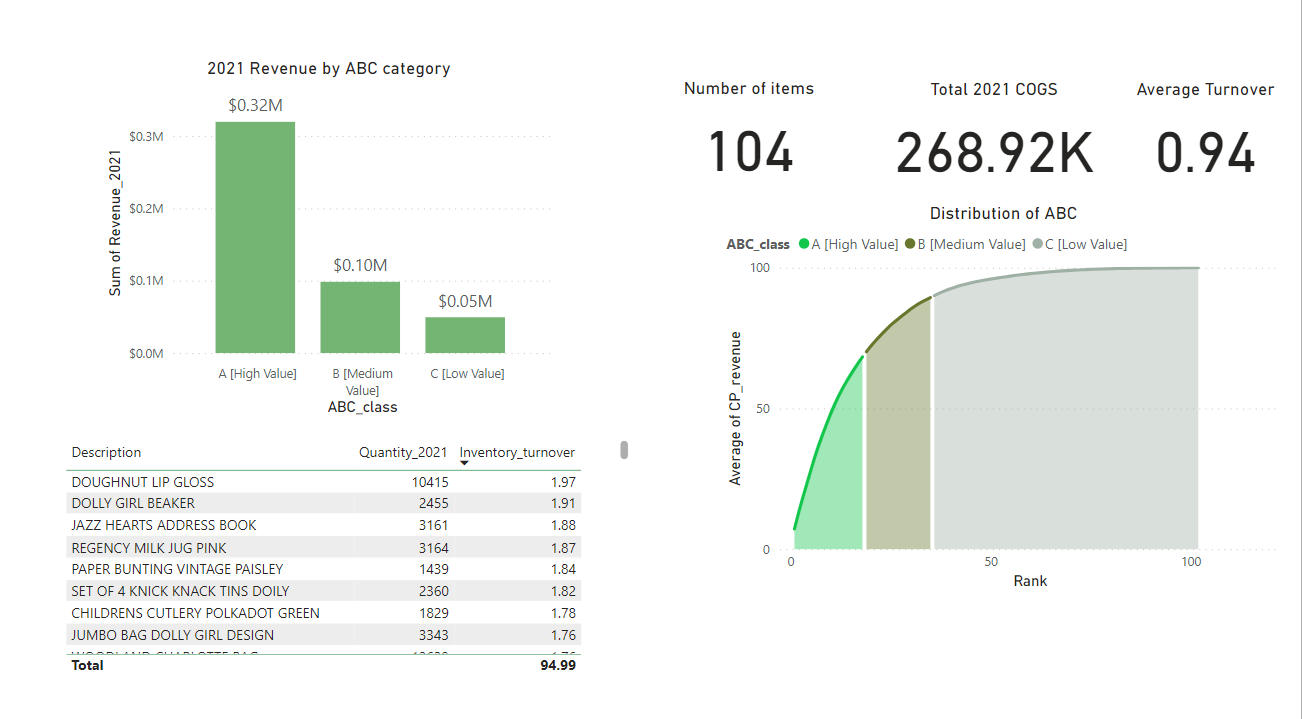 2021 Revenue by ABC category
$0.32M
$0.3M
$0.10M
$0.2M
$0.05M
$0.1M
$0.0M
Sum of Revenue_2021
A [High Value]
B [Medium
Value]
C [Low Value]
ABC_class
Number of items
104
Total 2021 COGS
268.92K
Average Turnover
0.94
Distribution of ABC
ABC_class A [High Value] B [Medium Value] C [Low Value]
100
50
0
Average of CP_revenue
0 50 100
Rank
Description Quantity_2021 Inventory_turnover
DOUGHNUT LIP GLOSS 10415 1.97
DOLLY GIRL BEAKER 2455 1.91
JAZZ HEARTS ADDRESS BOOK 3161 1.88
REGENCY MILK JUG PINK 3164 1.87
PAPER BUNTING VINTAGE PAISLEY 1439 1.84
SET OF 4 KNICK KNACK TINS DOILY 2360 1.82
CHILDRENS CUTLERY POLKADOT GREEN 1829 1.78
JUMBO BAG DOLLY GIRL DESIGN 3343 1.76
Total 94.99